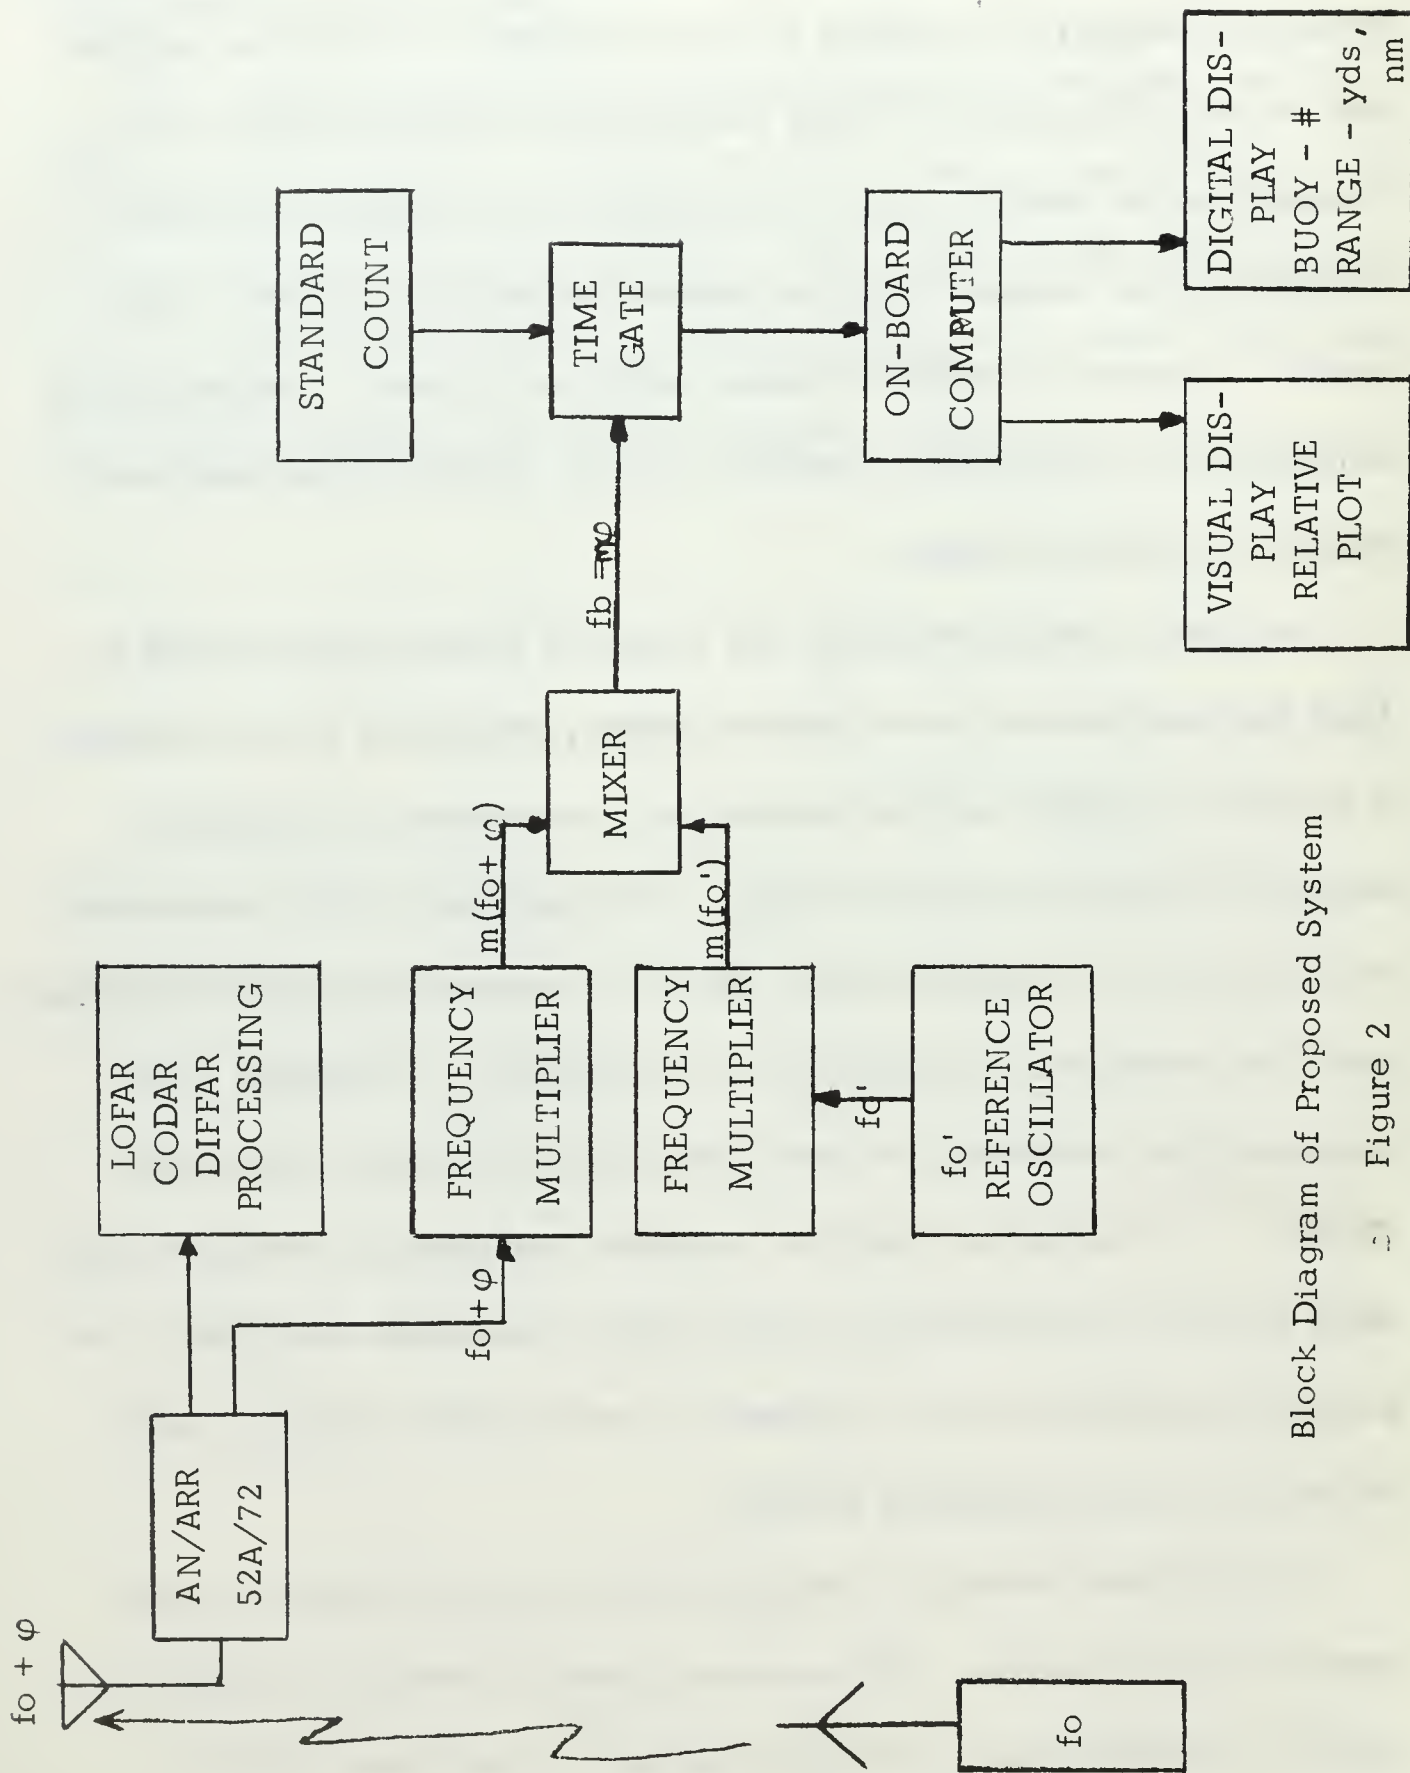 fo + φ
AN/ARR
52A/72
fo + φ
LOFAR
CODAR
DIFFAR
PROCESSING
FREQUENCY
MULTIPLIER
m(fo + φ)
FREQUENCY
MULTIPLIER
m(fo')
fo'
fo'
REFERENCE
OSCILLATOR
MIXER
fb = mφ
STANDARD
COUNT
TIME
GATE
ON-BOARD
COMPUTER
VISUAL DIS-
PLAY
RELATIVE
PLOT
DIGITAL DIS-
PLAY
BUOY - #
RANGE - yds,
nm
fo
Block Diagram of Proposed System
Figure 2